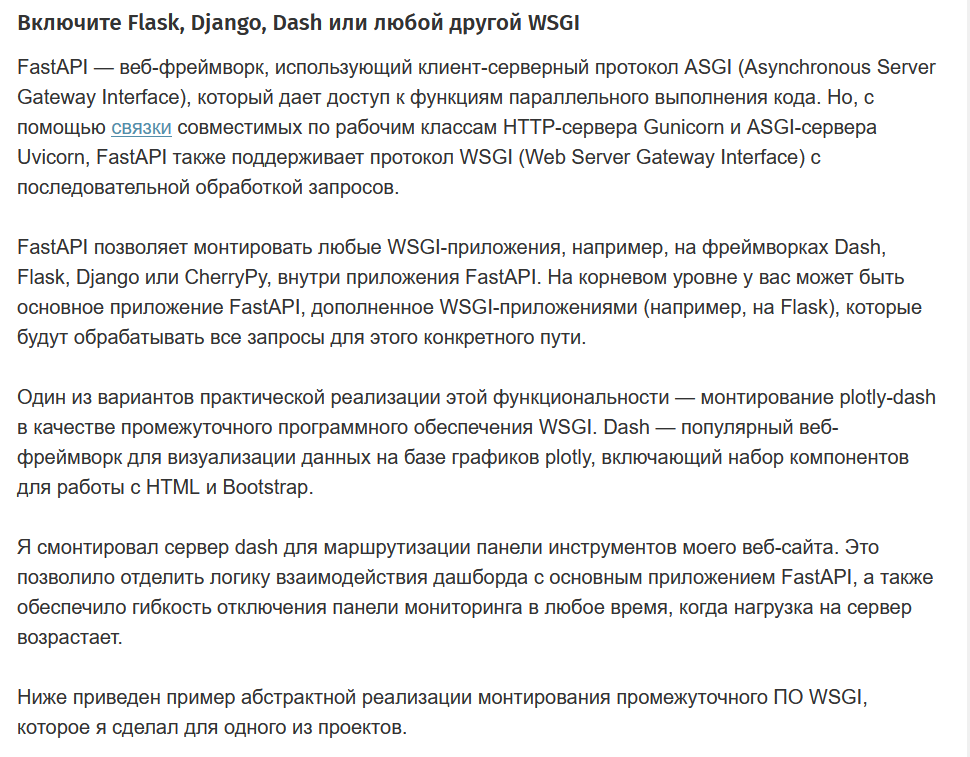 Включите Flask, Django, Dash или любой другой WSGI
FastAPI — веб-фреймворк, использующий клиент-серверный протокол ASGI (Asynchronous Server
Gateway Interface), который дает доступ к функциям параллельного выполнения кода. Но, с
помощью связки совместимых по рабочим классам HTTP-сервера Gunicorn и ASGI-сервера
Uvicorn, FastAPI также поддерживает протокол WSGI (Web Server Gateway Interface) с
последовательной обработкой запросов.
FastAPI позволяет монтировать любые WSGI-приложения, например, на фреймворках Dash,
Flask, Django или CherryPy, внутри приложения FastAPI. На корневом уровне у вас может быть
основное приложение FastAPI, дополненное WSGI-приложениями (например, на Flask), которые
будут обрабатывать все запросы для этого конкретного пути.
Один из вариантов практической реализации этой функциональности — монтирование plotly-dash
в качестве промежуточного программного обеспечения WSGI. Dash — популярный веб-
фреймворк для визуализации данных на базе графиков plotly, включающий набор компонентов
для работы с HTML и Bootstrap.
Я смонтировал сервер dash для маршрутизации панели инструментов моего веб-сайта. Это
позволило отделить логику взаимодействия дашборда с основным приложением FastAPI, а также
обеспечило гибкость отключения панели мониторинга в любое время, когда нагрузка на сервер
возрастает.
Ниже приведен пример абстрактной реализации монтирования промежуточного ПО WSGI,
которое я сделал для одного из проектов.